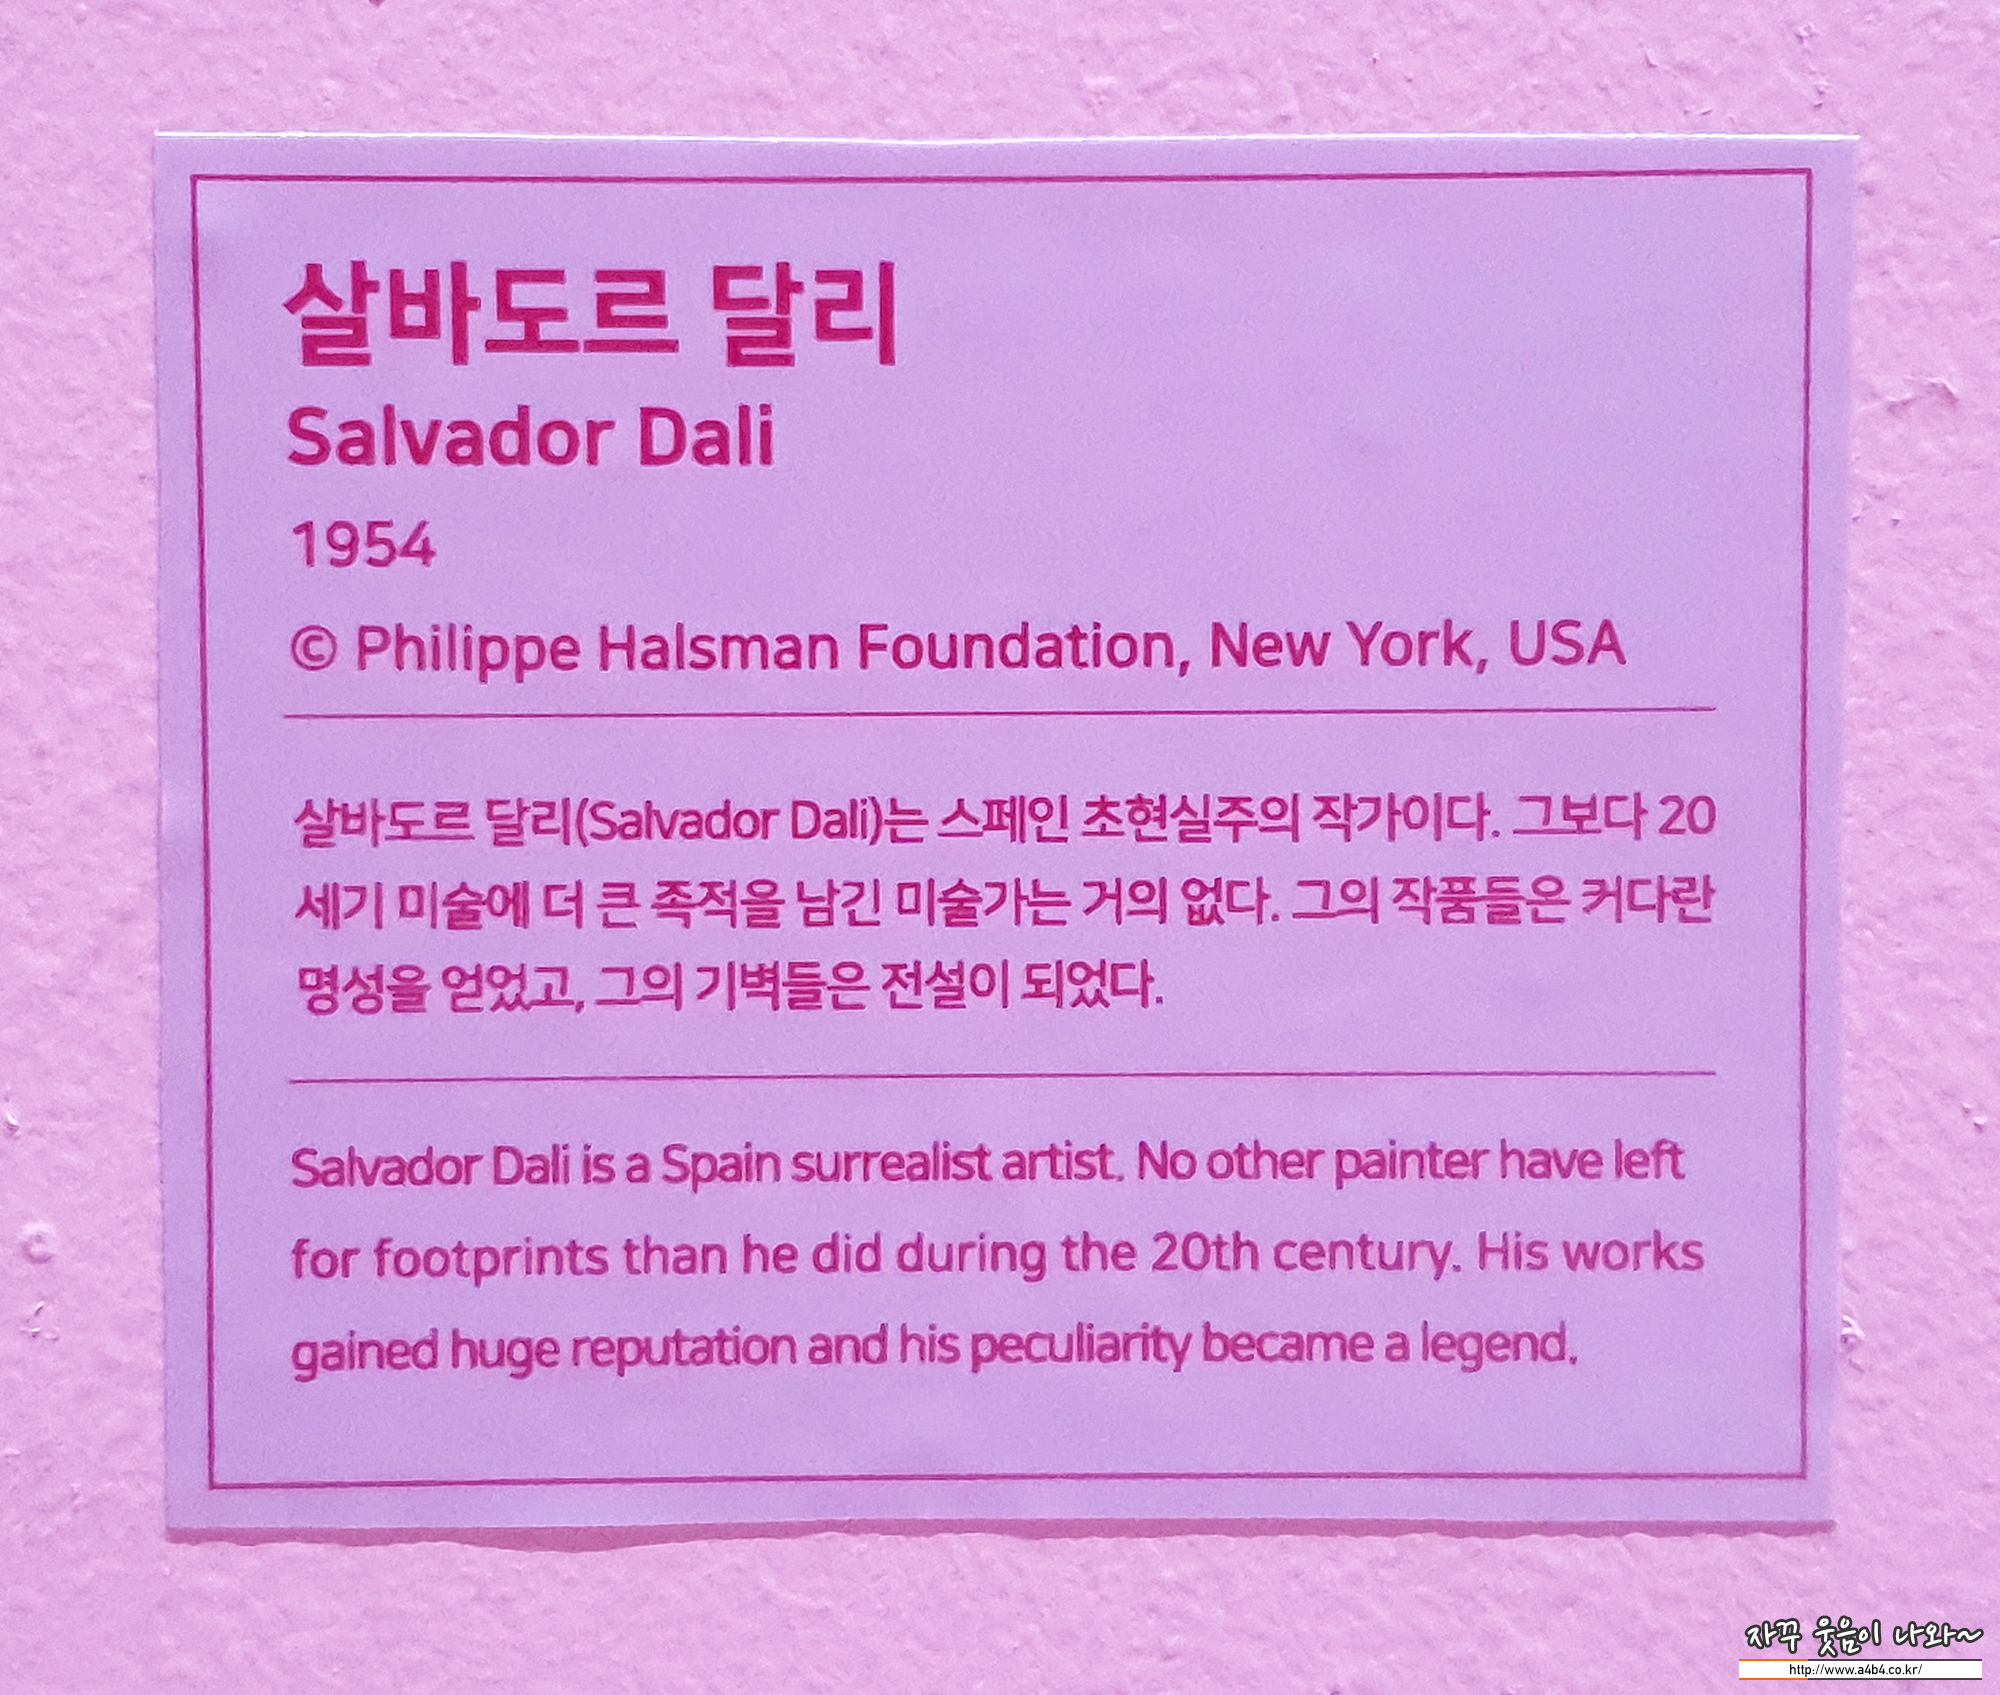 살바도르 달리
Salvador Dali
1954
© Philippe Halsman Foundation, New York, USA
살바도르 달리(Salvador Dali)는 스페인 초현실주의 작가이다. 그보다 20
세기 미술에 더 큰 족적을 남긴 미술가는 거의 없다. 그의 작품들은 커다란
명성을 얻었고, 그의 기벽들은 전설이 되었다.
Salvador Dali is a Spain surrealist artist. No other painter have left
for footprints than he did during the 20th century. His works
gained huge reputation and his peculiarity became a legend.
자꾸 웃음이 나와~
http://www.a4b4.co.kr/